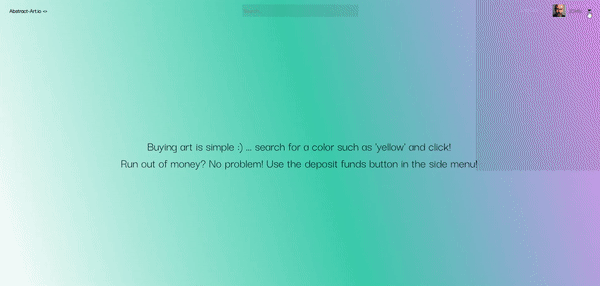 Abstract-Art.io <>
Buying art is simple :) ... search for a color such as 'yellow' and click!
Run out of money? No problem! Use the deposit funds button in the side menu!